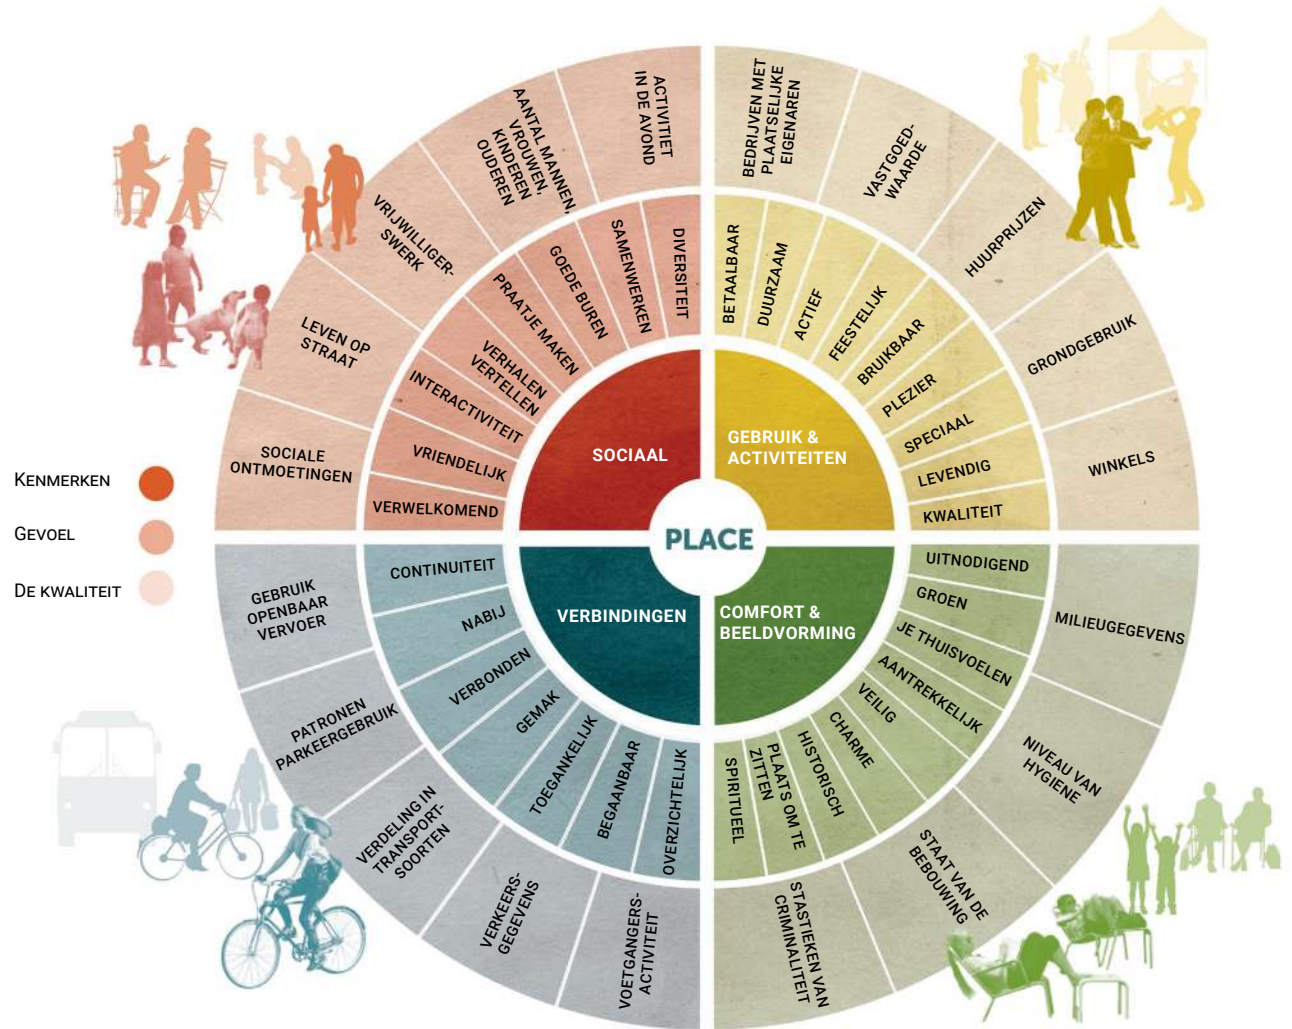 ACTIVITIET
IN DE AVOND
AANTAL MANNEN,
VROUWEN,
KINDEREN
OUDEREN
VRIJWILLIGER-
SWERK
LEVEN OP
STRAAT
SOCIALE
ONTMOETINGEN
BEDRIJVEN MET
PLAATSELIJKE
EIGENAREN
VASTGOED-
WAARDE
HUURPRIJZEN
GRONDGEBRUIK
WINKELS
DIVERSITEIT
SAMENWERKEN
GOEDE BUREN
PRAATJE MAKEN
VERHALEN
VERTELLEN
INTERACTIVITEIT
VRIENDELIJK
VERWELKOMEND
BETAALBAAR
DUURZAAM
ACTIEF
FEESTELIJK
BRUIKBAAR
PLEZIER
SPECIAAL
LEVENDIG
KWALITEIT
SOCIAAL
GEBRUIK &
ACTIVITEITEN
PLACE
VERBINDINGEN
COMFORT &
BEELDVORMING
KENMERKEN
GEVOEL
DE KWALITEIT
CONTINUITEIT
NABIJ
VERBONDEN
GEMAK
TOEGANKELIJK
BEGAANBAAR
OVERZICHTELIJK
UITNODIGEND
GROEN
JE THUISVOELEN
AANTREKKELIJK
VEILIG
CHARME
HISTORISCH
PLAATS OM TE
ZITTEN
SPIRITUEEL
GEBRUIK
OPENBAAR
VERVOER
PATRONEN
PARKEERGEBRUIK
VERDELING IN
TRANSPORT-
SOORTEN
VERKEERS-
GEGEVENS
VOETGANGERS-
ACTIVITEIT
MILIEUGEGEVENS
NIVEAU VAN
HYGIENE
STAAT VAN DE
BEBOUWING
STASTIEKEN VAN
CRIMINALITEIT